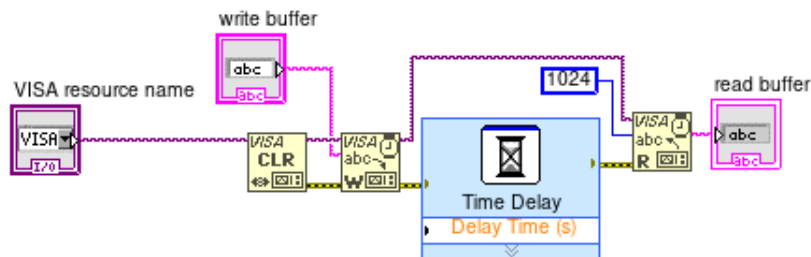 write buffer
abc
abc
VISA resource name
VISA
I/O
VISA
CLR
VISA
abc
W
Time Delay
Delay Time (s)
1024
VISA
abc
R
read buffer
abc
abc